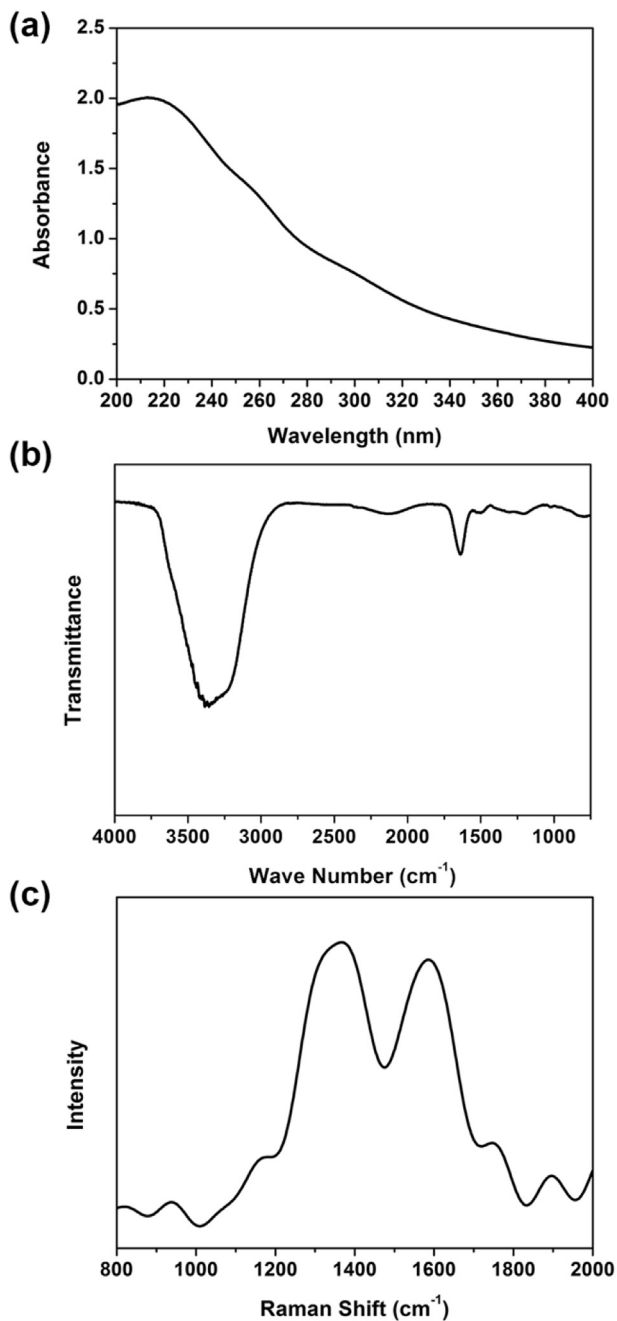 (a)
Absorbance
2.5
2.0
1.5
1.0
0.5
0.0
200 220 240 260 280 300 320 340 360 380 400
Wavelength (nm)
(b)
Transmittance
4000 3500 3000 2500 2000 1500 1000
Wave Number (cm⁻¹)
(c)
Intensity
800 1000 1200 1400 1600 1800 2000
Raman Shift (cm⁻¹)